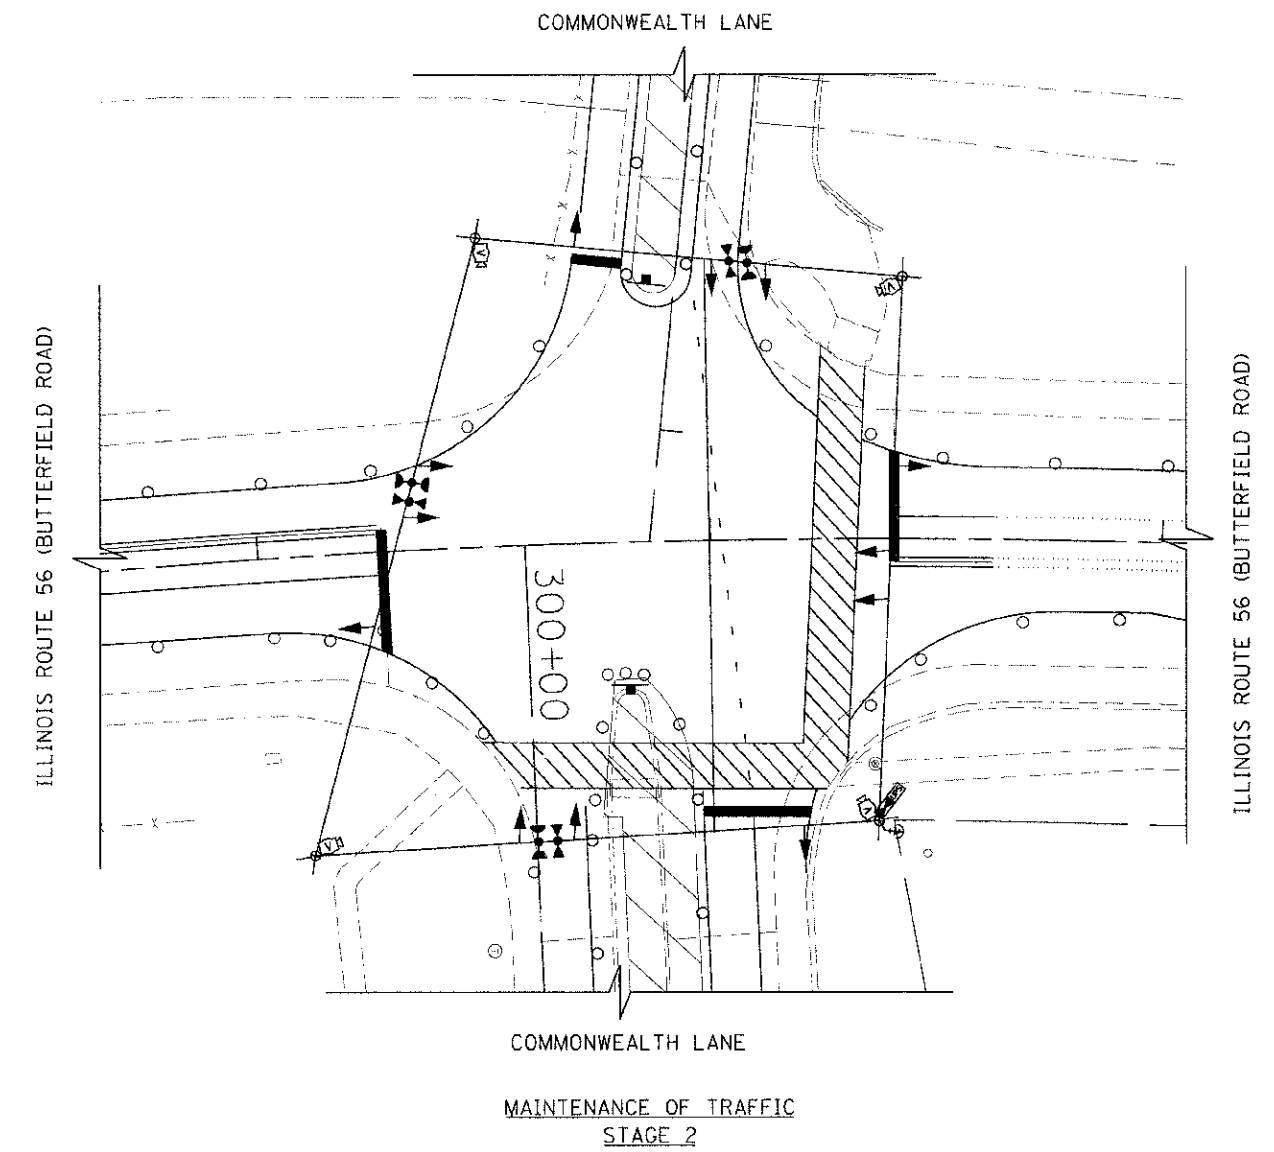 COMMONWEALTH LANE
ILLINOIS ROUTE 56 (BUTTERFIELD ROAD)
ILLINOIS ROUTE 56 (BUTTERFIELD ROAD)
300+00
COMMONWEALTH LANE
MAINTENANCE OF TRAFFIC
STAGE 2